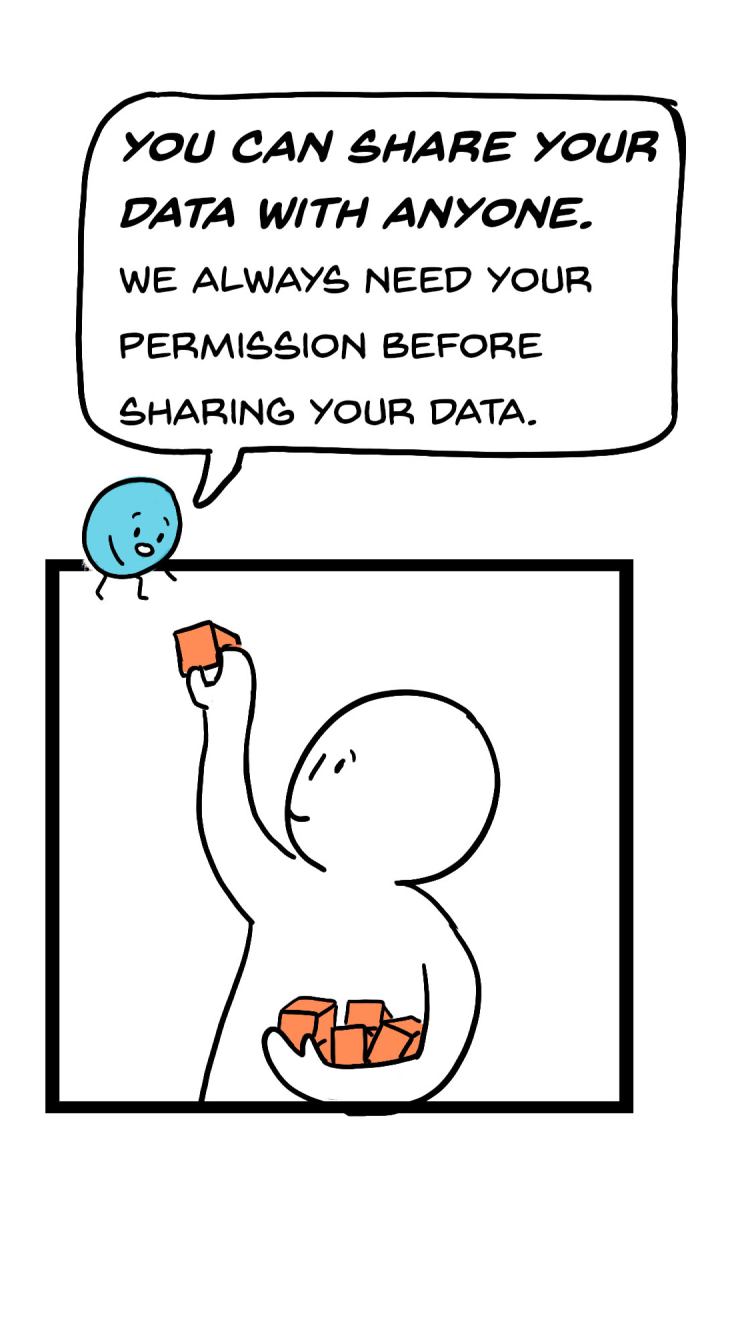 YOU CAN SHARE YOUR
DATA WITH ANYONE.
WE ALWAYS NEED YOUR
PERMISSION BEFORE
SHARING YOUR DATA.